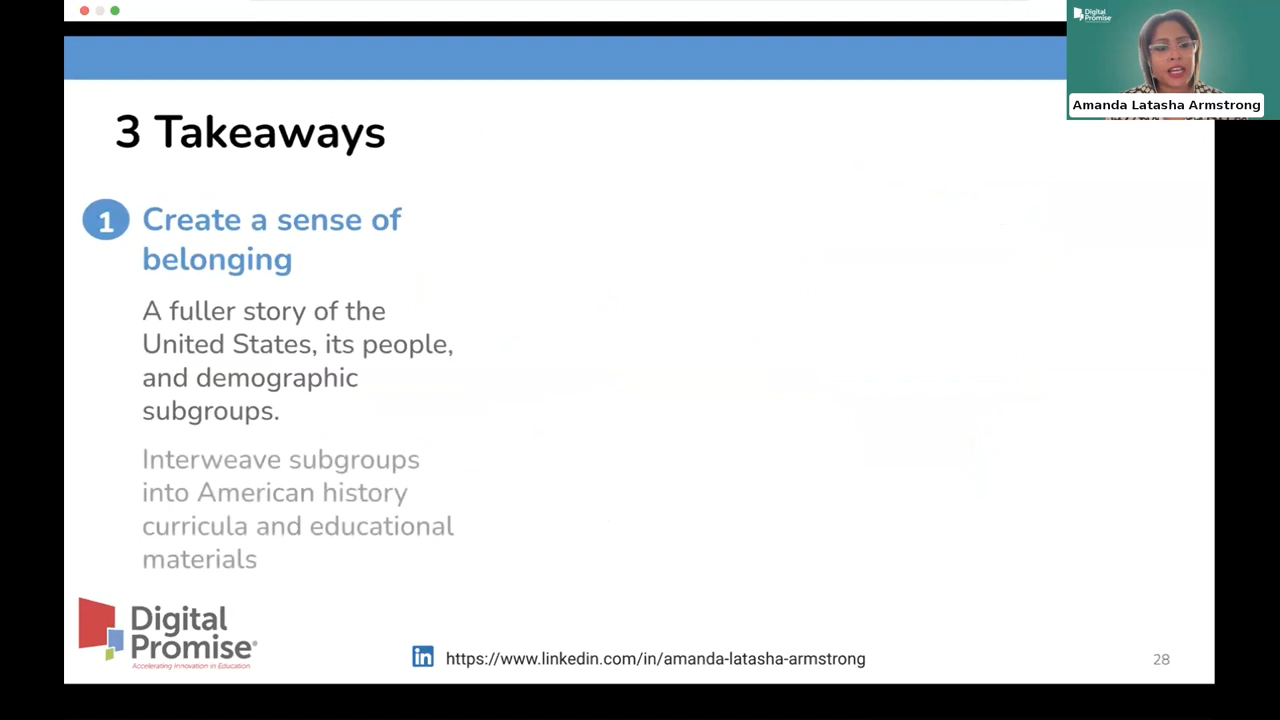 Digital
Promise
Amanda Latasha Armstrong
3 Takeaways
1
Create a sense of
belonging
A fuller story of the
United States, its people,
and demographic
subgroups.
Interweave subgroups
into American history
curricula and educational
materials
Digital
Promise®
Accelerating Innovation in Education
in
https://www.linkedin.com/in/amanda-latasha-armstrong
28